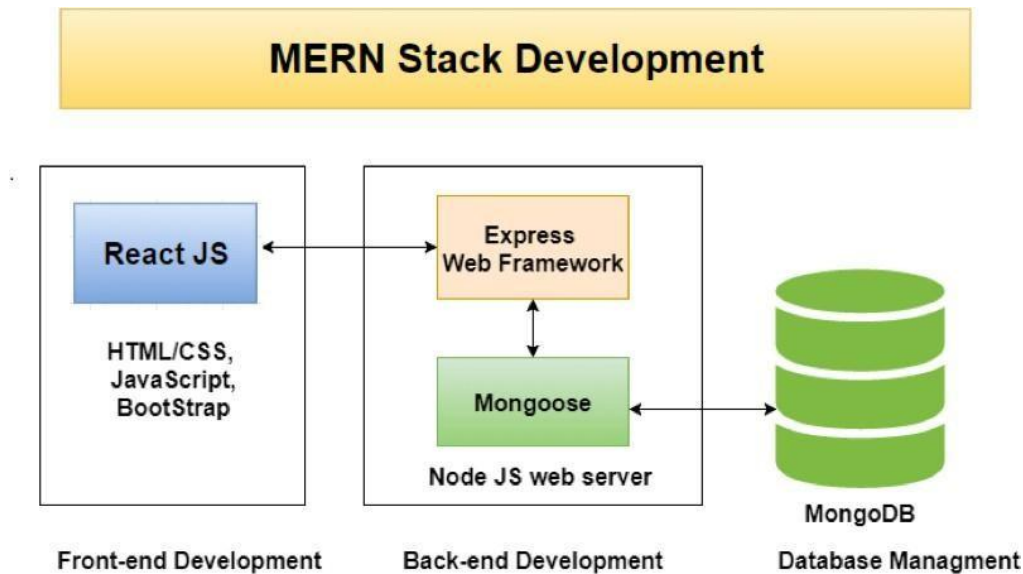 MERN Stack Development
React JS
HTML/CSS,
JavaScript,
BootStrap
Express
Web Framework
Mongoose
Node JS web server
MongoDB
Front-end Development
Back-end Development
Database Managment